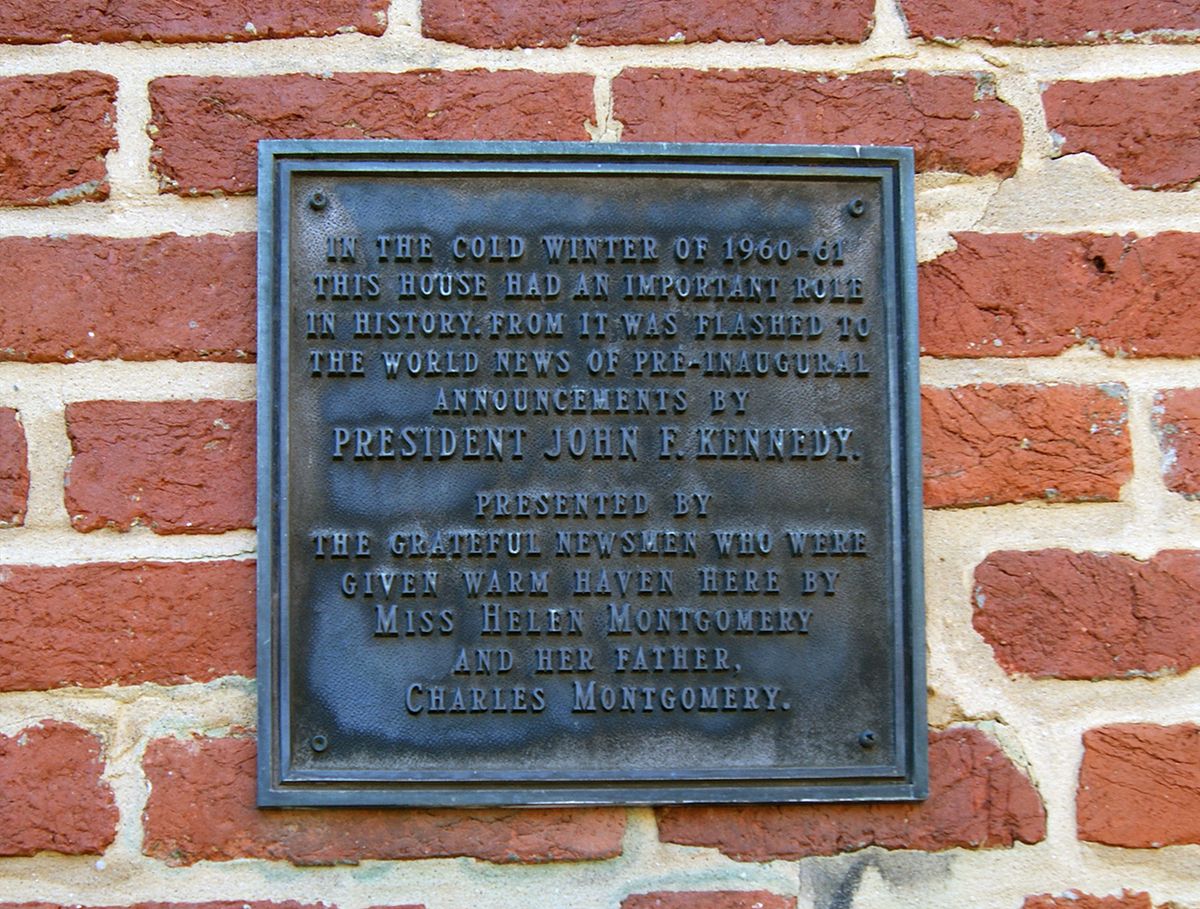 IN THE COLD WINTER OF 1960-61
THIS HOUSE HAD AN IMPORTANT ROLE
IN HISTORY. FROM IT WAS FLASHED TO
THE WORLD NEWS OF PRE-INAUGURAL
ANNOUNCEMENTS BY
PRESIDENT JOHN F. KENNEDY.
PRESENTED BY
THE GRATEFUL NEWSMEN WHO WERE
GIVEN WARM HAVEN HERE BY
MISS HELEN MONTGOMERY
AND HER FATHER,
CHARLES MONTGOMERY.